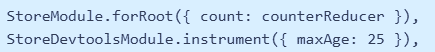 StoreModule.forRoot({ count: counterReducer }),
StoreDevtoolsModule.instrument({ maxAge: 25 }),